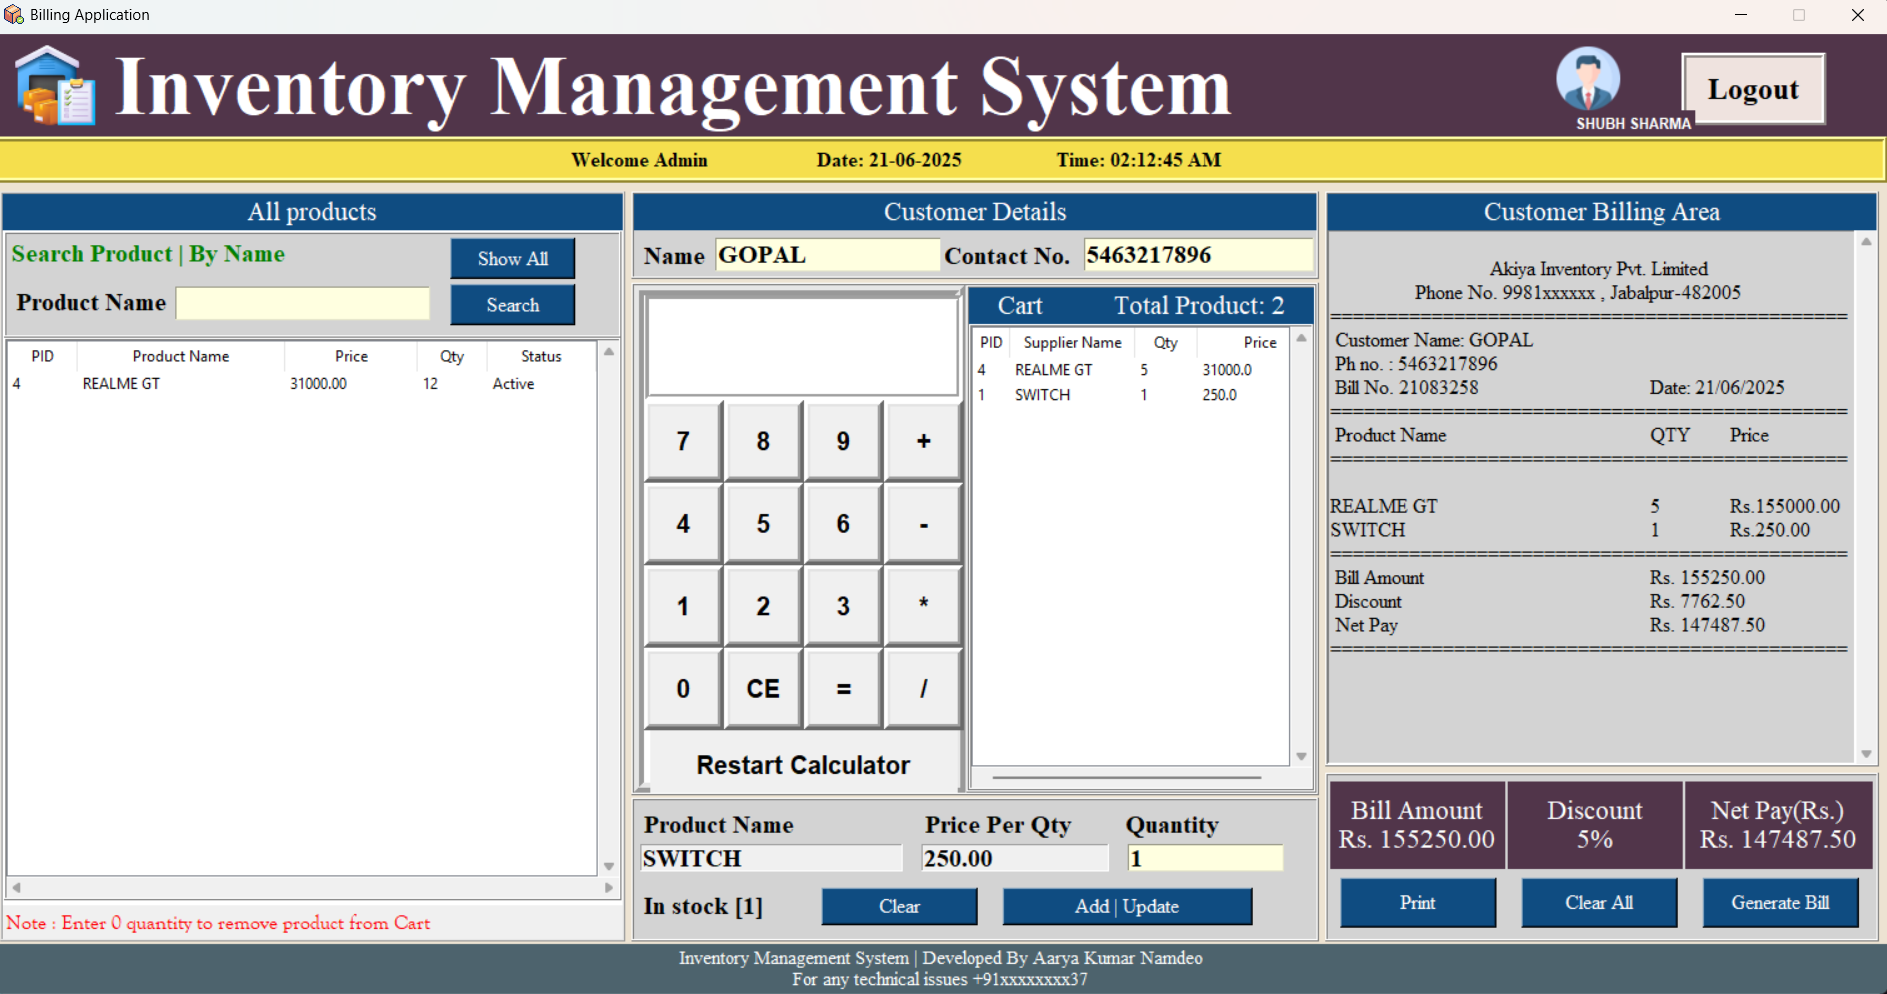 Billing Application
Inventory Management System
SHUBH SHARMA
Logout
Welcome Admin Date: 21-06-2025 Time: 02:12:45 AM
All products
Search Product | By Name
Show All
Product Name
Search
PID Product Name Price Qty Status
4 REALME GT 31000.00 12 Active
Note : Enter 0 quantity to remove product from Cart
Customer Details
Name GOPAL Contact No. 5463217896
7 8 9 +
4 5 6 -
1 2 3 *
0 CE = /
Restart Calculator
Cart Total Product: 2
PID Supplier Name Qty Price
4 REALME GT 5 31000.0
1 SWITCH 1 250.0
Product Name Price Per Qty Quantity
SWITCH 250.00 1
In stock [1] Clear Add | Update
Customer Billing Area
Akiya Inventory Pvt. Limited
Phone No. 9981xxxxxx , Jabalpur-482005
===============================================
Customer Name: GOPAL
Ph no. : 5463217896
Bill No. 21083258 Date: 21/06/2025
===============================================
Product Name QTY Price
===============================================
REALME GT 5 Rs.155000.00
SWITCH 1 Rs.250.00
===============================================
Bill Amount Rs. 155250.00
Discount Rs. 7762.50
Net Pay Rs. 147487.50
===============================================
Bill Amount Discount Net Pay(Rs.)
Rs. 155250.00 5% Rs. 147487.50
Print Clear All Generate Bill
Inventory Management System | Developed By Aarya Kumar Namdeo
For any technical issues +91xxxxxxxx37